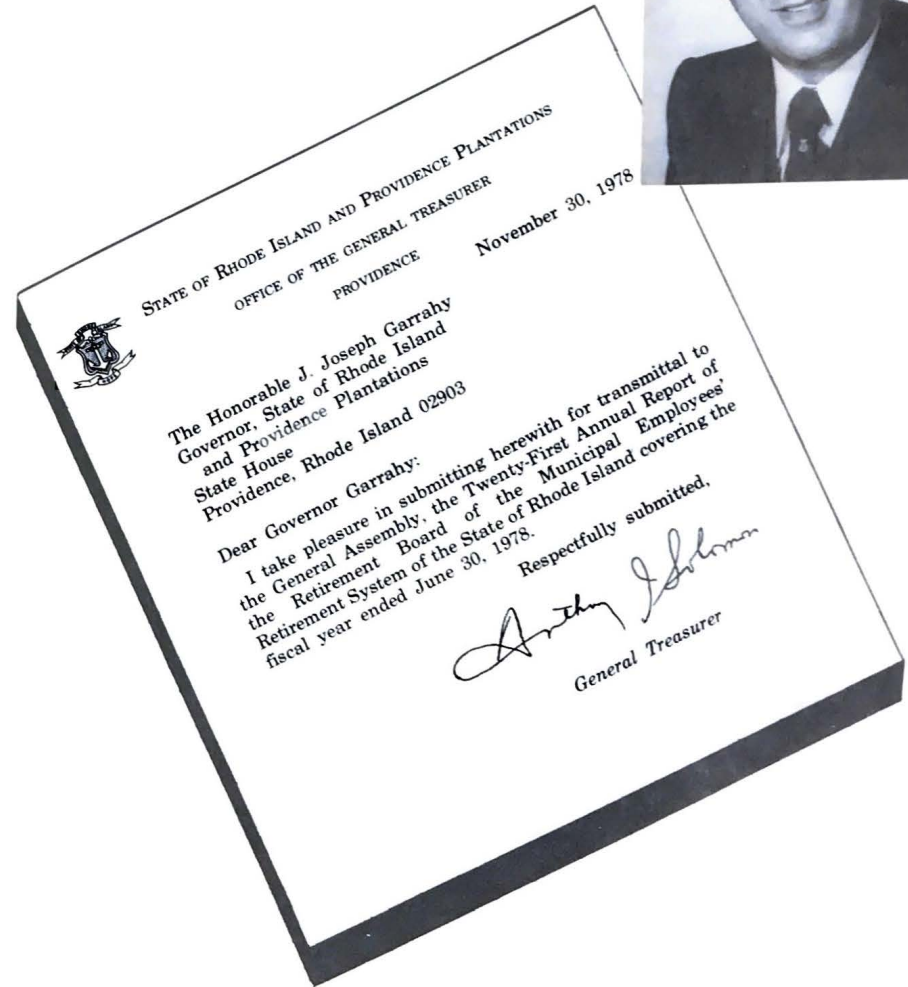 STATE OF RHODE ISLAND AND PROVIDENCE PLANTATIONS
OFFICE OF THE GENERAL TREASURER
PROVIDENCE
November 30, 1978
The Honorable J. Joseph Garrahy
Governor, State of Rhode Island
and Providence Plantations
State House
Providence, Rhode Island 02903
Dear Governor Garrahy:
I take pleasure in submitting herewith for transmittal to
the General Assembly, the Twenty-First Annual Report of
the Retirement Board of the Municipal Employees'
Retirement System of the State of Rhode Island covering the
fiscal year ended June 30, 1978.
Respectfully submitted,
Anthony J Solomon
General Treasurer